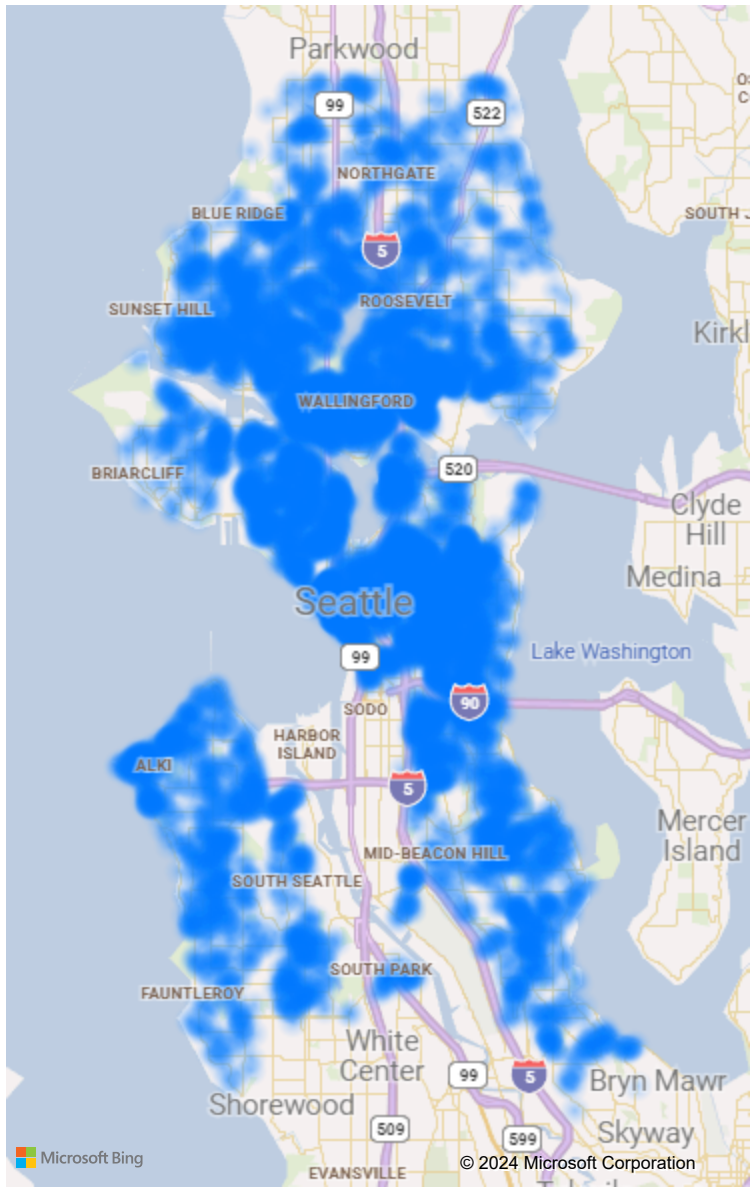 Parkwood
99
522
NORTHGATE
BLUE RIDGE
SOUTH J
5
ROOSEVELT
SUNSET HILL
Kirkl
WALLINGFORD
520
BRIARCLIFF
Clyde
Hill
Medina
Seattle
Lake Washington
99
90
SODO
HARBOR
ISLAND
ALKI
5
Mercer
Island
MID-BEACON HILL
SOUTH SEATTLE
SOUTH PARK
FAUNTLEROY
White
Center
99
5
Bryn Mawr
Shorewood
509
599
Skyway
Microsoft Bing
© 2024 Microsoft Corporation
EVANSVILLE